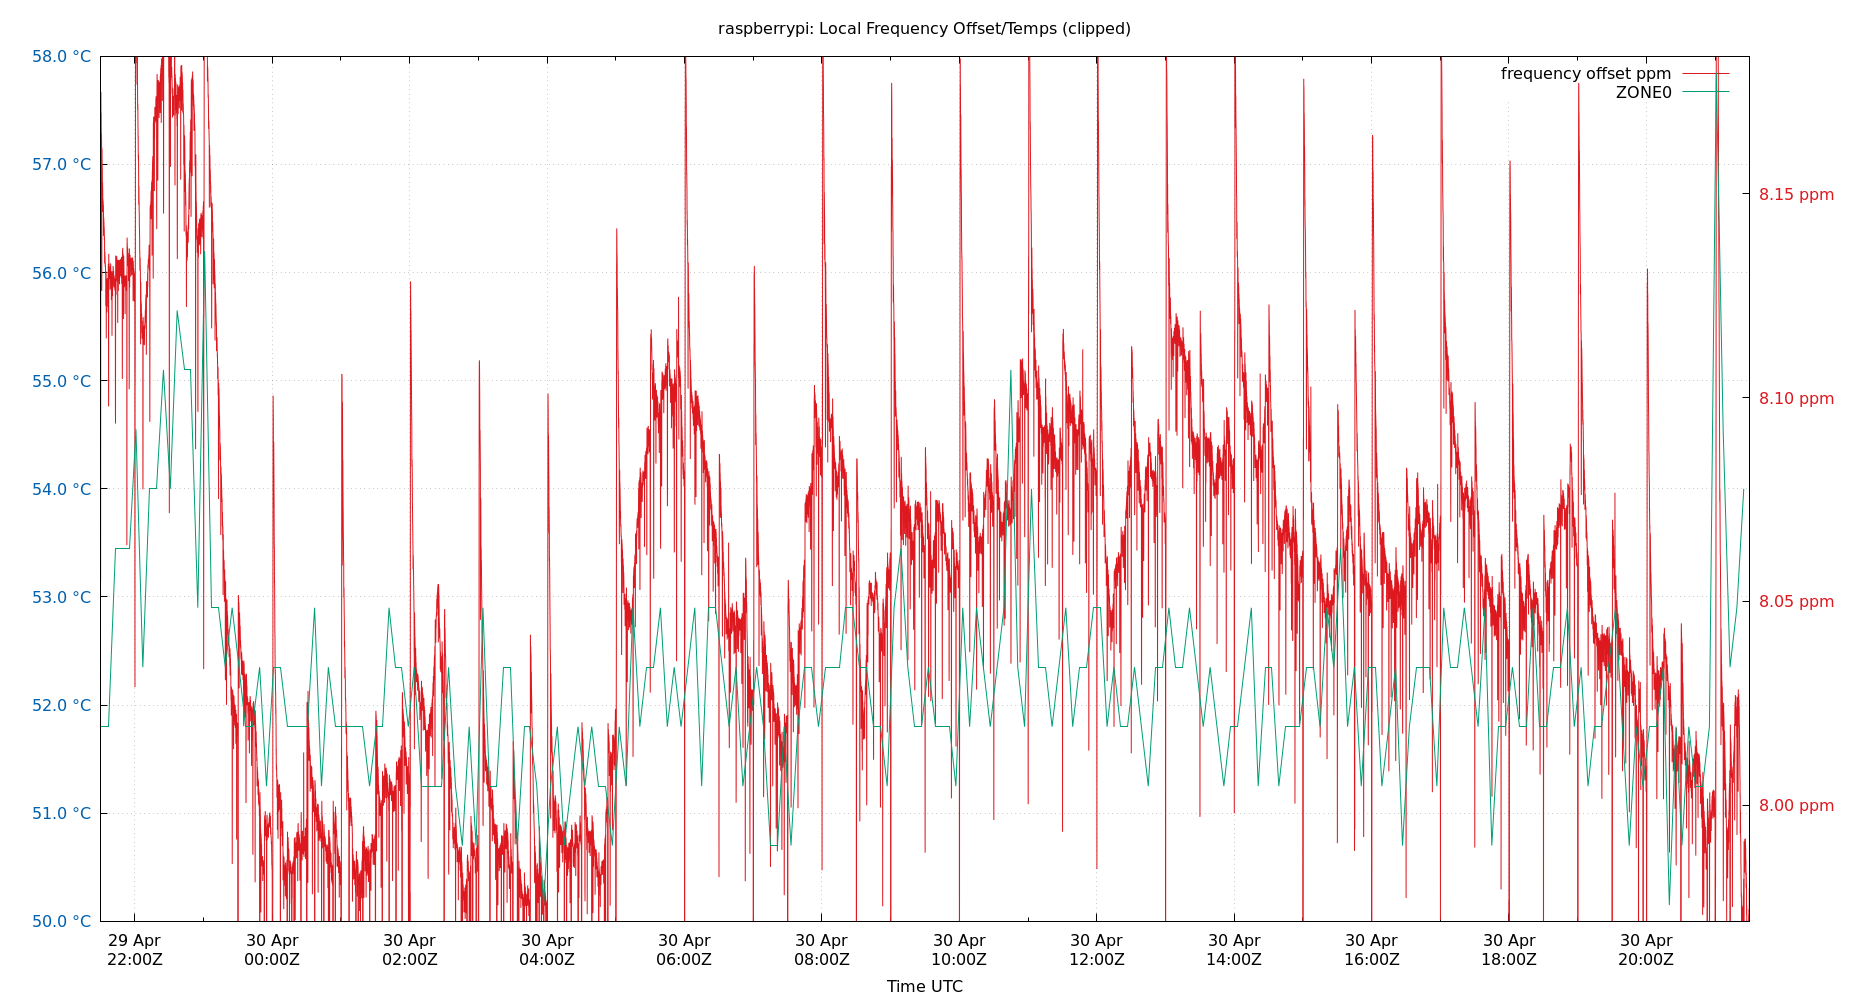 raspberrypi: Local Frequency Offset/Temps (clipped)
58.0 °C
57.0 °C
56.0 °C
55.0 °C
54.0 °C
53.0 °C
52.0 °C
51.0 °C
50.0 °C
frequency offset ppm
ZONE0
8.15 ppm
8.10 ppm
8.05 ppm
8.00 ppm
29 Apr
22:00Z
30 Apr
00:00Z
30 Apr
02:00Z
30 Apr
04:00Z
30 Apr
06:00Z
30 Apr
08:00Z
30 Apr
10:00Z
30 Apr
12:00Z
30 Apr
14:00Z
30 Apr
16:00Z
30 Apr
18:00Z
30 Apr
20:00Z
Time UTC